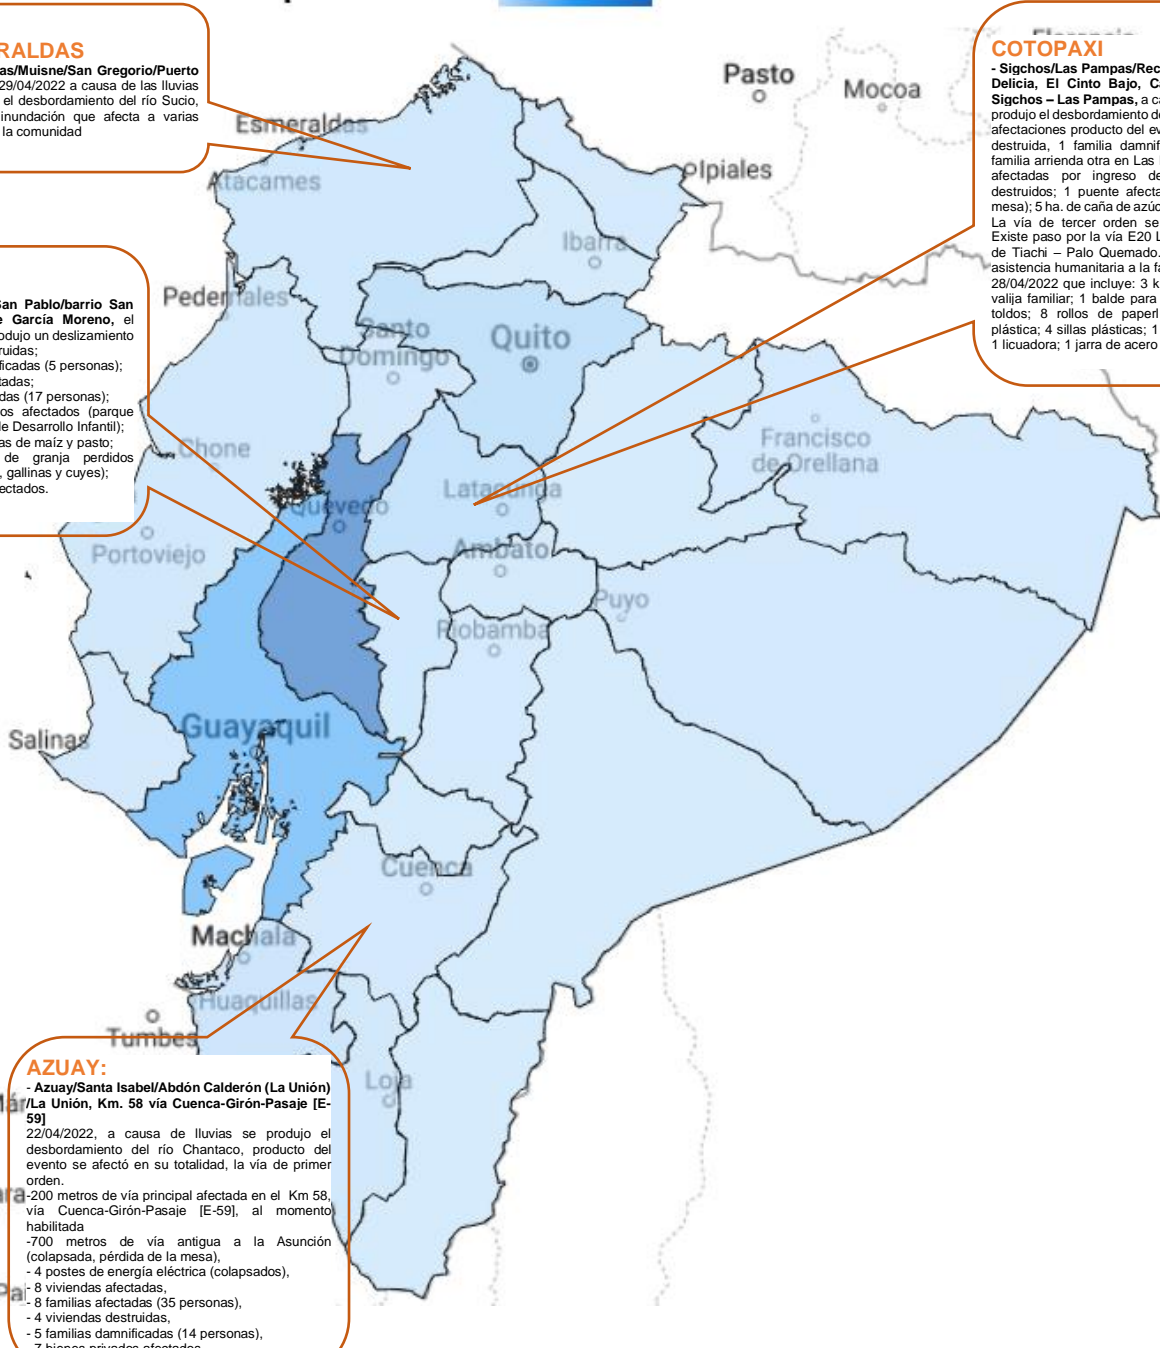 RALDAS
as/Muisne/San Gregorio/Puerto
29/04/2022 a causa de las lluvias
el desbordamiento del río Sucio,
inundación que afecta a varias
la comunidad
San Pablo/barrio San
e García Moreno, el
rodujo un deslizamiento
ruidas;
ficadas (5 personas);
tadas;
das (17 personas);
os afectados (parque
de Desarrollo Infantil);
as de maíz y pasto;
de granja perdidos
, gallinas y cuyes);
ectados.
COTOPAXI
- Sigchos/Las Pampas/Rec
Delicia, El Cinto Bajo, Ca
Sigchos – Las Pampas, a ca
produjo el desbordamiento de
afectaciones producto del ev
destruida, 1 familia damnif
familia arrienda otra en Las
afectadas por ingreso de
destruidos; 1 puente afecta
mesa); 5 ha. de caña de azúc
La vía de tercer orden se
Existe paso por la vía E20 L
de Tiachi – Palo Quemado.
asistencia humanitaria a la fa
28/04/2022 que incluye: 3 k
valija familiar; 1 balde para
toldos; 8 rollos de paperl
plástica; 4 sillas plásticas; 1
1 licuadora; 1 jarra de acero
Pasto
Mocoa
Esmeraldas
Ipiales
Atacames
Ibarra
Pedernales
Santo
Domingo
Quito
Chone
Francisco
de Orellana
Latacunga
Quevedo
Portoviejo
Ambato
Puyo
Riobamba
Guayaquil
Salinas
Cuenca
Machala
Huaquillas
Tumbes
Loja
AZUAY:
- Azuay/Santa Isabel/Abdón Calderón (La Unión)
/La Unión, Km. 58 vía Cuenca-Girón-Pasaje [E-
59]
22/04/2022, a causa de lluvias se produjo el
desbordamiento del río Chantaco, producto del
evento se afectó en su totalidad, la vía de primer
orden.
-200 metros de vía principal afectada en el Km 58,
vía Cuenca-Girón-Pasaje [E-59], al momento
habilitada
-700 metros de vía antigua a la Asunción
(colapsada, pérdida de la mesa),
- 4 postes de energía eléctrica (colapsados),
- 8 viviendas afectadas,
- 8 familias afectadas (35 personas),
- 4 viviendas destruidas,
- 5 familias damnificadas (14 personas),
- 7 bienes privados afectados